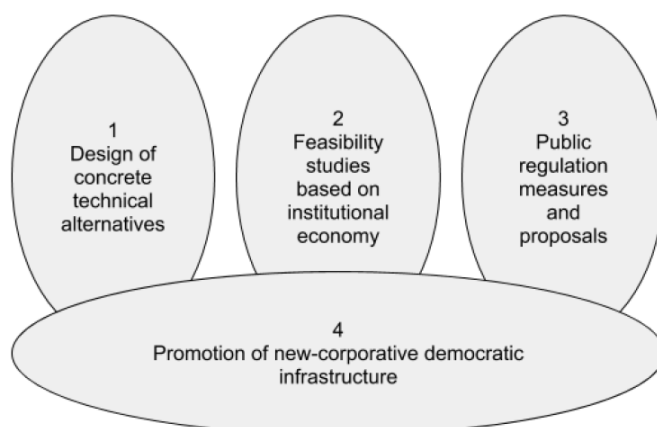 1
Design of
concrete
technical
alternatives
2
Feasibility
studies
based on
institutional
economy
3
Public
regulation
measures
and
proposals
4
Promotion of new-corporative democratic
infrastructure